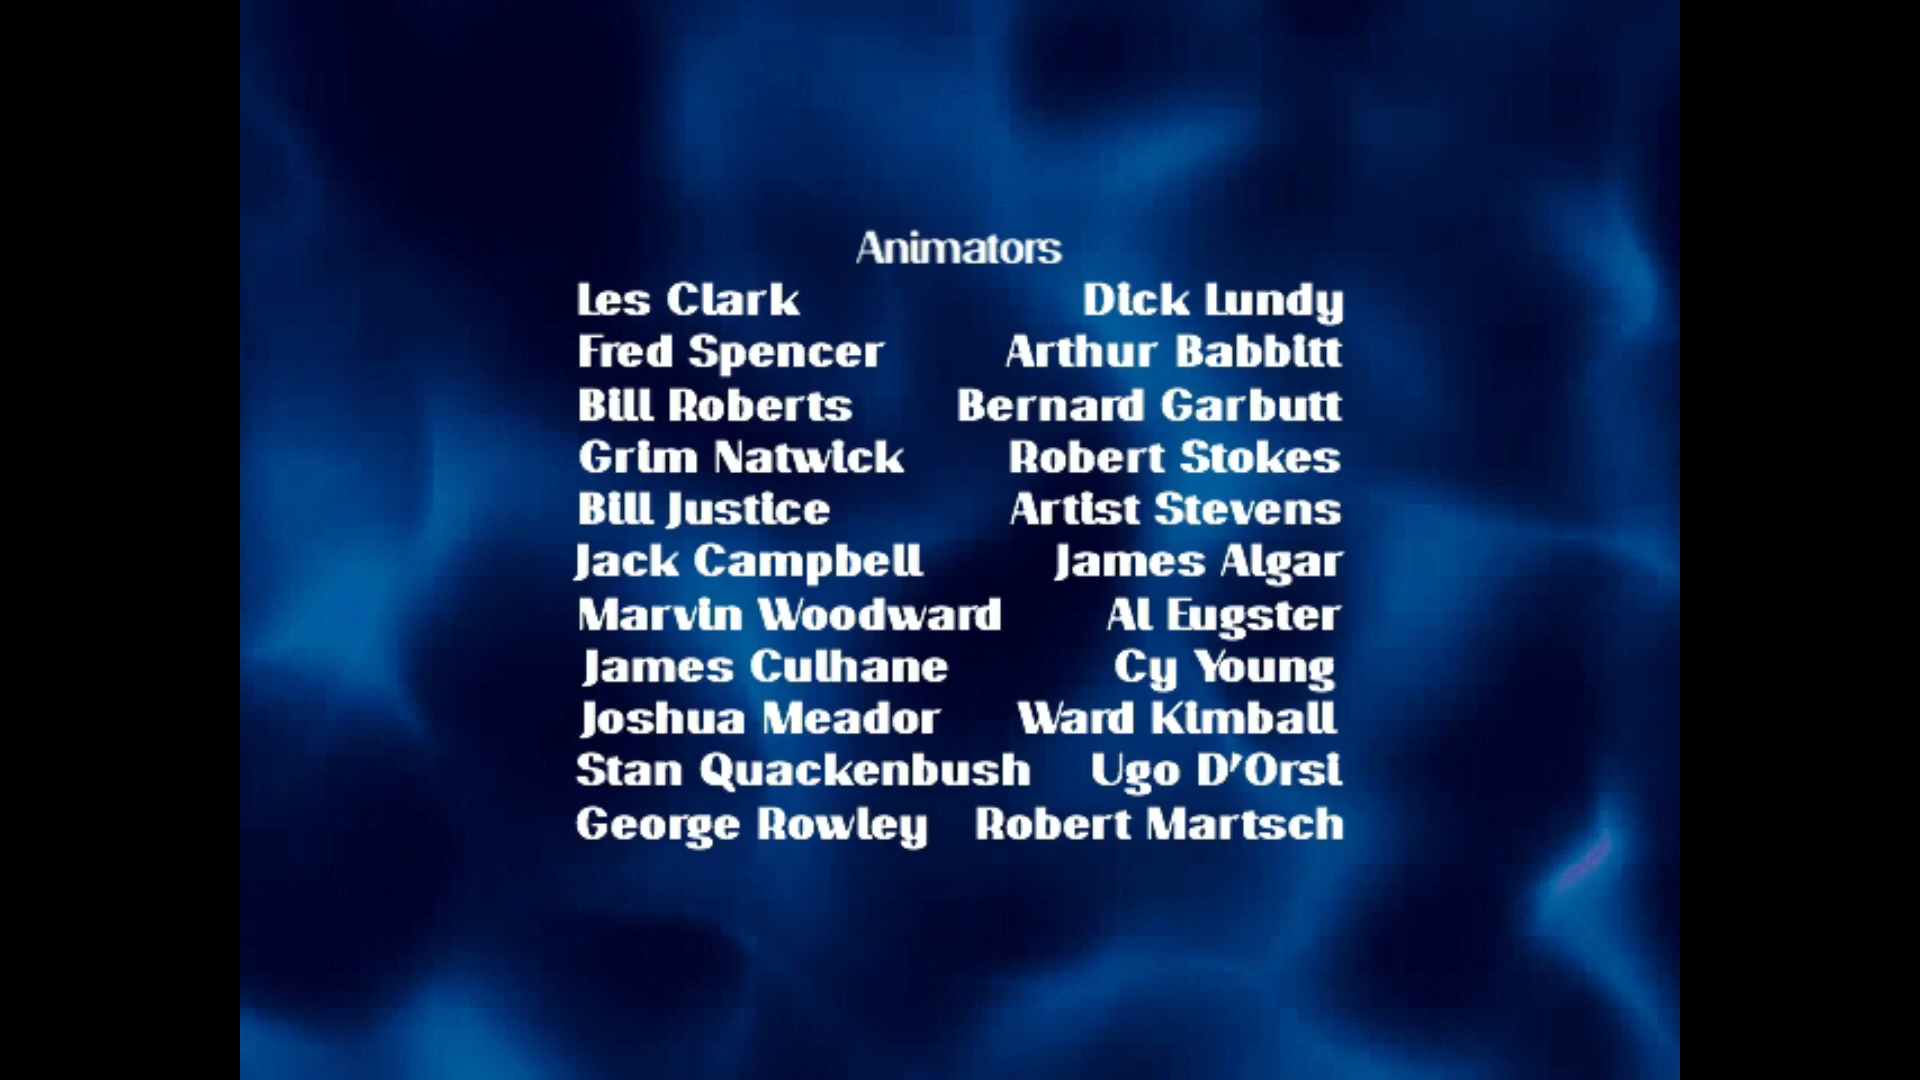 Animators
Les Clark Dick Lundy
Fred Spencer Arthur Babbitt
Bill Roberts Bernard Garbutt
Grim Natwick Robert Stokes
Bill Justice Artist Stevens
Jack Campbell James Algar
Marvin Woodward Al Eugster
James Culhane Cy Young
Joshua Meador Ward Kimball
Stan Quackenbush Ugo D'Orsi
George Rowley Robert Martsch